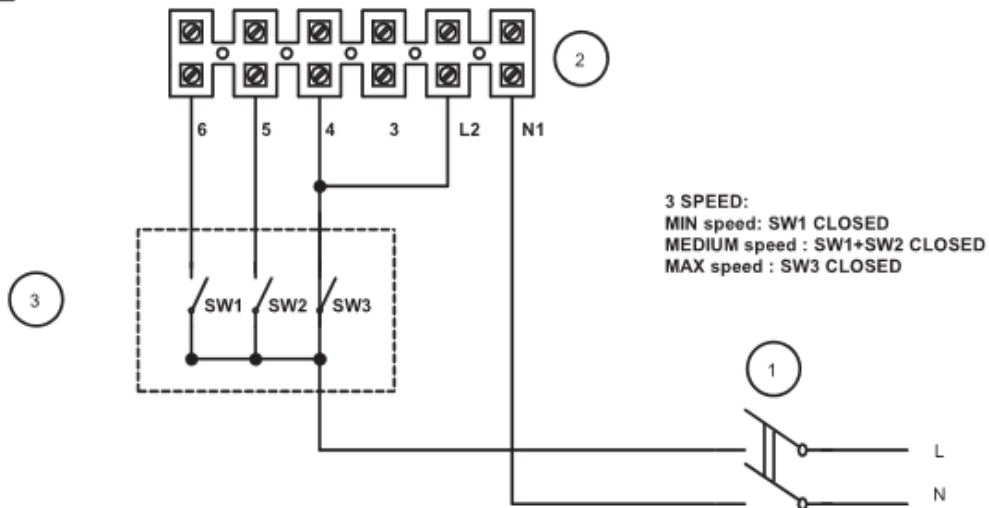 2
6 5 4 3 L2 N1
3 SPEED:
MIN speed: SW1 CLOSED
MEDIUM speed : SW1+SW2 CLOSED
MAX speed : SW3 CLOSED
3
SW1 SW2 SW3
1
L
N